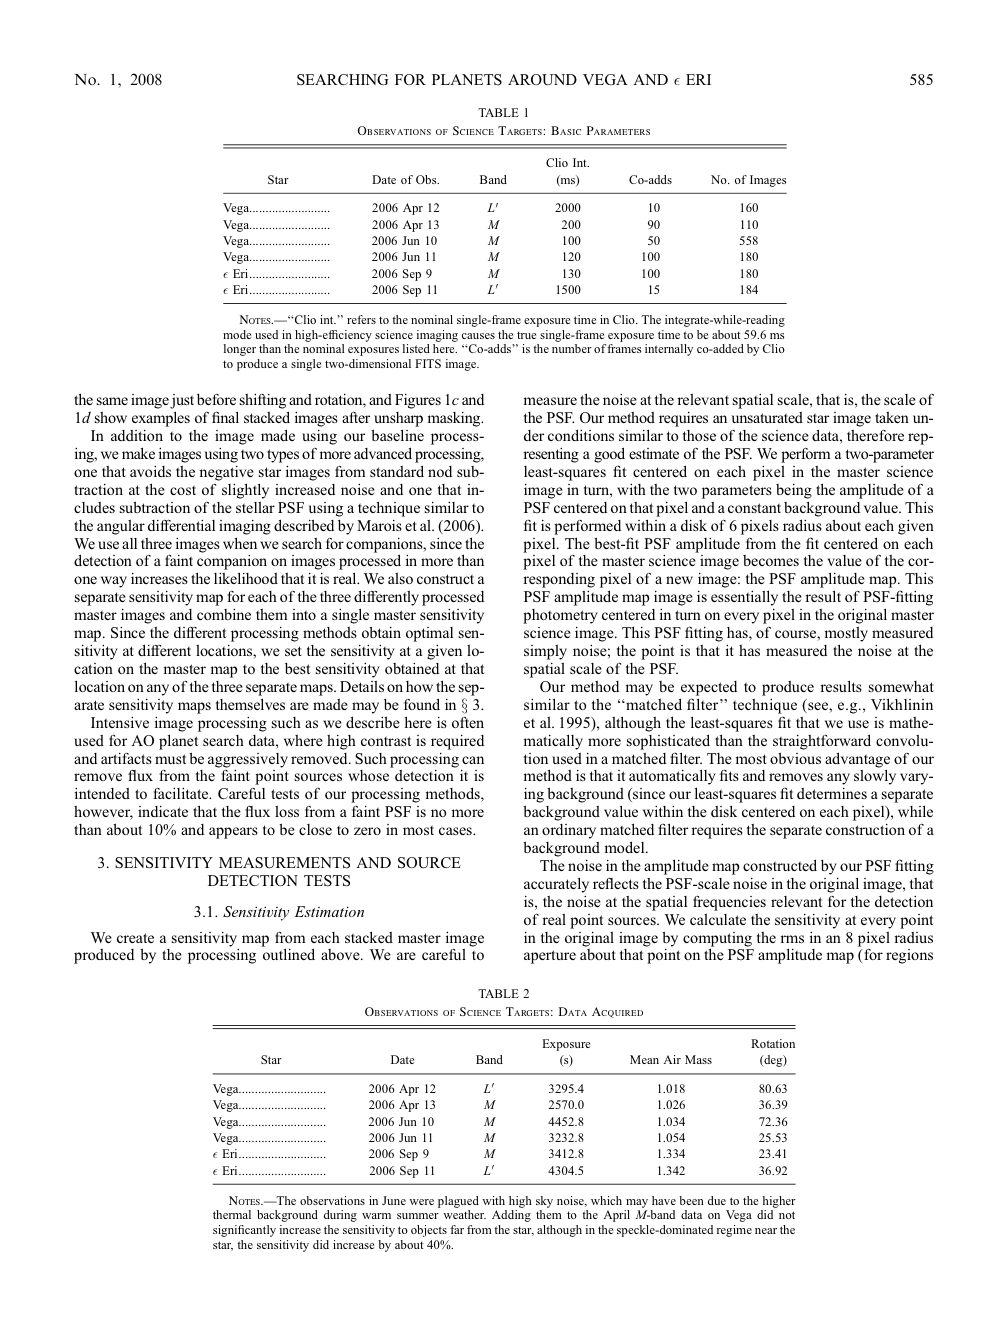 No. 1, 2008
SEARCHING FOR PLANETS AROUND VEGA AND ϵ ERI
585
TABLE 1
Observations of Science Targets: Basic Parameters
Star Date of Obs. Band Clio Int. (ms) Co-adds No. of Images
Vega......................... 2006 Apr 12 L′ 2000 10 160
Vega......................... 2006 Apr 13 M 200 90 110
Vega......................... 2006 Jun 10 M 100 50 558
Vega......................... 2006 Jun 11 M 120 100 180
ϵ Eri......................... 2006 Sep 9 M 130 100 180
ϵ Eri......................... 2006 Sep 11 L′ 1500 15 184
Notes.—‘‘Clio int.’’ refers to the nominal single-frame exposure time in Clio. The integrate-while-reading
mode used in high-efficiency science imaging causes the true single-frame exposure time to be about 59.6 ms
longer than the nominal exposures listed here. ‘‘Co-adds’’ is the number of frames internally co-added by Clio
to produce a single two-dimensional FITS image.
the same image just before shifting and rotation, and Figures 1c and
1d show examples of final stacked images after unsharp masking.
In addition to the image made using our baseline process-
ing, we make images using two types of more advanced processing,
one that avoids the negative star images from standard nod sub-
traction at the cost of slightly increased noise and one that in-
cludes subtraction of the stellar PSF using a technique similar to
the angular differential imaging described by Marois et al. (2006).
We use all three images when we search for companions, since the
detection of a faint companion on images processed in more than
one way increases the likelihood that it is real. We also construct a
separate sensitivity map for each of the three differently processed
master images and combine them into a single master sensitivity
map. Since the different processing methods obtain optimal sen-
sitivity at different locations, we set the sensitivity at a given lo-
cation on the master map to the best sensitivity obtained at that
location on any of the three separate maps. Details on how the sep-
arate sensitivity maps themselves are made may be found in § 3.
Intensive image processing such as we describe here is often
used for AO planet search data, where high contrast is required
and artifacts must be aggressively removed. Such processing can
remove flux from the faint point sources whose detection it is
intended to facilitate. Careful tests of our processing methods,
however, indicate that the flux loss from a faint PSF is no more
than about 10% and appears to be close to zero in most cases.
3. SENSITIVITY MEASUREMENTS AND SOURCE
DETECTION TESTS
3.1. Sensitivity Estimation
We create a sensitivity map from each stacked master image
produced by the processing outlined above. We are careful to
measure the noise at the relevant spatial scale, that is, the scale of
the PSF. Our method requires an unsaturated star image taken un-
der conditions similar to those of the science data, therefore rep-
resenting a good estimate of the PSF. We perform a two-parameter
least-squares fit centered on each pixel in the master science
image in turn, with the two parameters being the amplitude of a
PSF centered on that pixel and a constant background value. This
fit is performed within a disk of 6 pixels radius about each given
pixel. The best-fit PSF amplitude from the fit centered on each
pixel of the master science image becomes the value of the cor-
responding pixel of a new image: the PSF amplitude map. This
PSF amplitude map image is essentially the result of PSF-fitting
photometry centered in turn on every pixel in the original master
science image. This PSF fitting has, of course, mostly measured
simply noise; the point is that it has measured the noise at the
spatial scale of the PSF.
Our method may be expected to produce results somewhat
similar to the ‘‘matched filter’’ technique (see, e.g., Vikhlinin
et al. 1995), although the least-squares fit that we use is mathe-
matically more sophisticated than the straightforward convolu-
tion used in a matched filter. The most obvious advantage of our
method is that it automatically fits and removes any slowly vary-
ing background (since our least-squares fit determines a separate
background value within the disk centered on each pixel), while
an ordinary matched filter requires the separate construction of a
background model.
The noise in the amplitude map constructed by our PSF fitting
accurately reflects the PSF-scale noise in the original image, that
is, the noise at the spatial frequencies relevant for the detection
of real point sources. We calculate the sensitivity at every point
in the original image by computing the rms in an 8 pixel radius
aperture about that point on the PSF amplitude map (for regions
TABLE 2
Observations of Science Targets: Data Acquired
Star Date Band Exposure (s) Mean Air Mass Rotation (deg)
Vega........................... 2006 Apr 12 L′ 3295.4 1.018 80.63
Vega........................... 2006 Apr 13 M 2570.0 1.026 36.39
Vega........................... 2006 Jun 10 M 4452.8 1.034 72.36
Vega........................... 2006 Jun 11 M 3232.8 1.054 25.53
ϵ Eri........................... 2006 Sep 9 M 3412.8 1.334 23.41
ϵ Eri........................... 2006 Sep 11 L′ 4304.5 1.342 36.92
Notes.—The observations in June were plagued with high sky noise, which may have been due to the higher
thermal background during warm summer weather. Adding them to the April M-band data on Vega did not
significantly increase the sensitivity to objects far from the star, although in the speckle-dominated regime near the
star, the sensitivity did increase by about 40%.